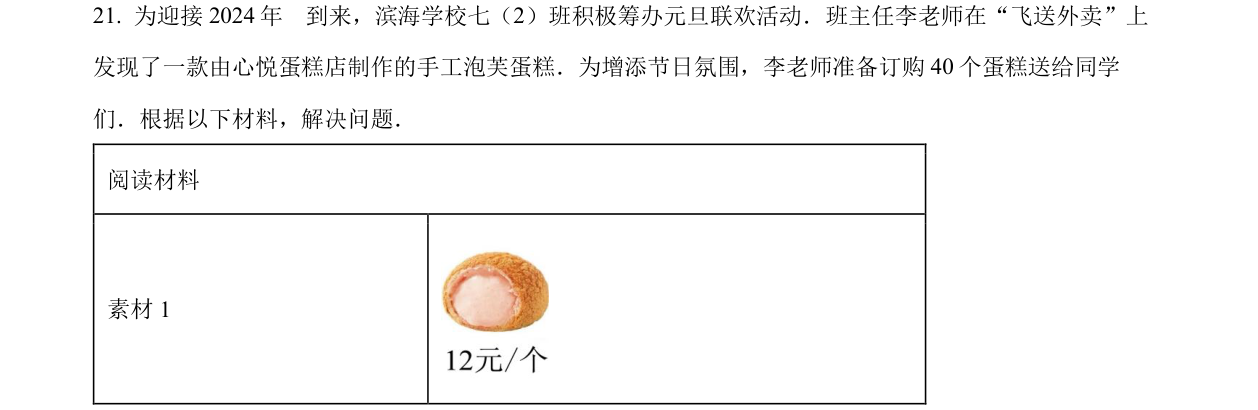 21. 为迎接 2024 年 到来，滨海学校七（2）班积极筹办元旦联欢活动．班主任李老师在“飞送外卖”上
发现了一款由心悦蛋糕店制作的手工泡芙蛋糕．为增添节日氛围，李老师准备订购 40 个蛋糕送给同学
们．根据以下材料，解决问题．
阅读材料
素材 1
12元/个